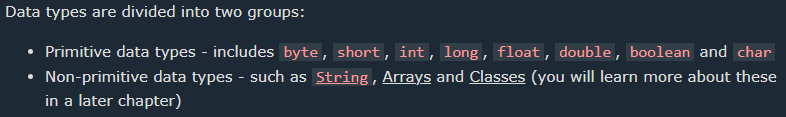 Data types are divided into two groups:
• Primitive data types - includes byte, short, int, long, float, double, boolean and char
• Non-primitive data types - such as String, Arrays and Classes (you will learn more about these
in a later chapter)